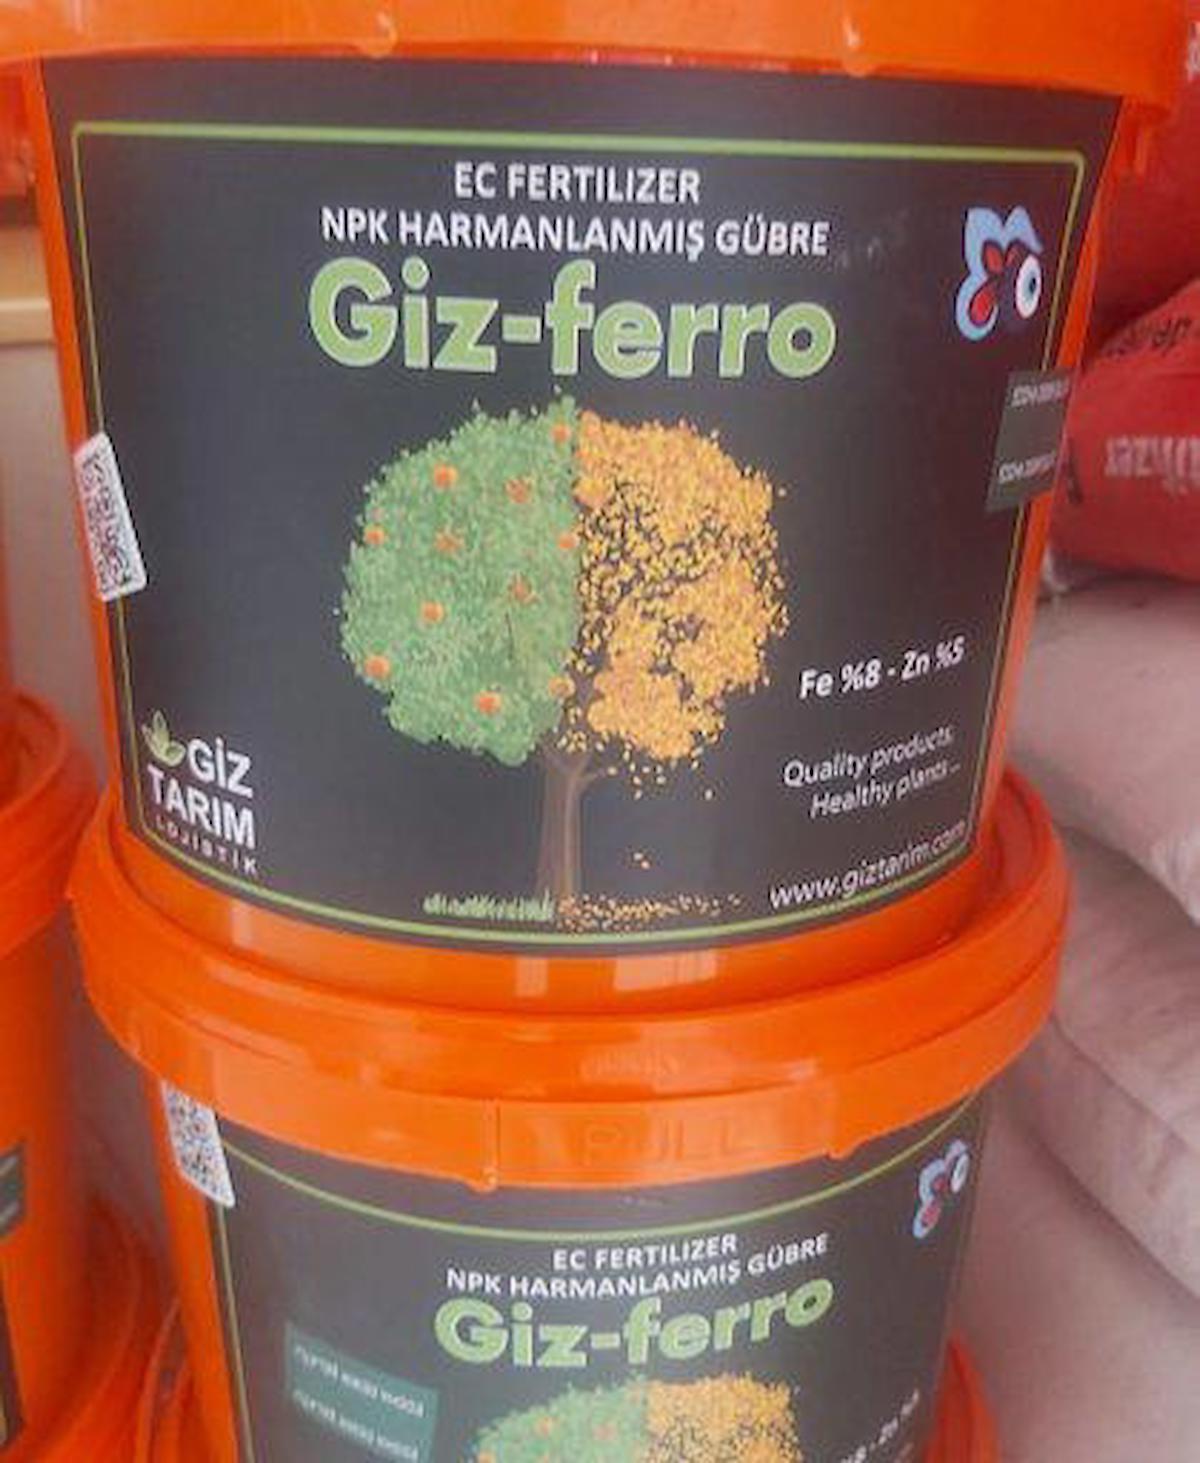 EC FERTILIZER
NPK HARMANLANMIŞ GÜBRE
Giz-ferro
Fe %8 - Zn %5
Quality products
Healthy plants
GİZ
TARIM
LOJİSTİK
www.giztarim.com
PULL
EC FERTILIZER
NPK HARMANLANMIŞ GÜBRE
Giz-ferro